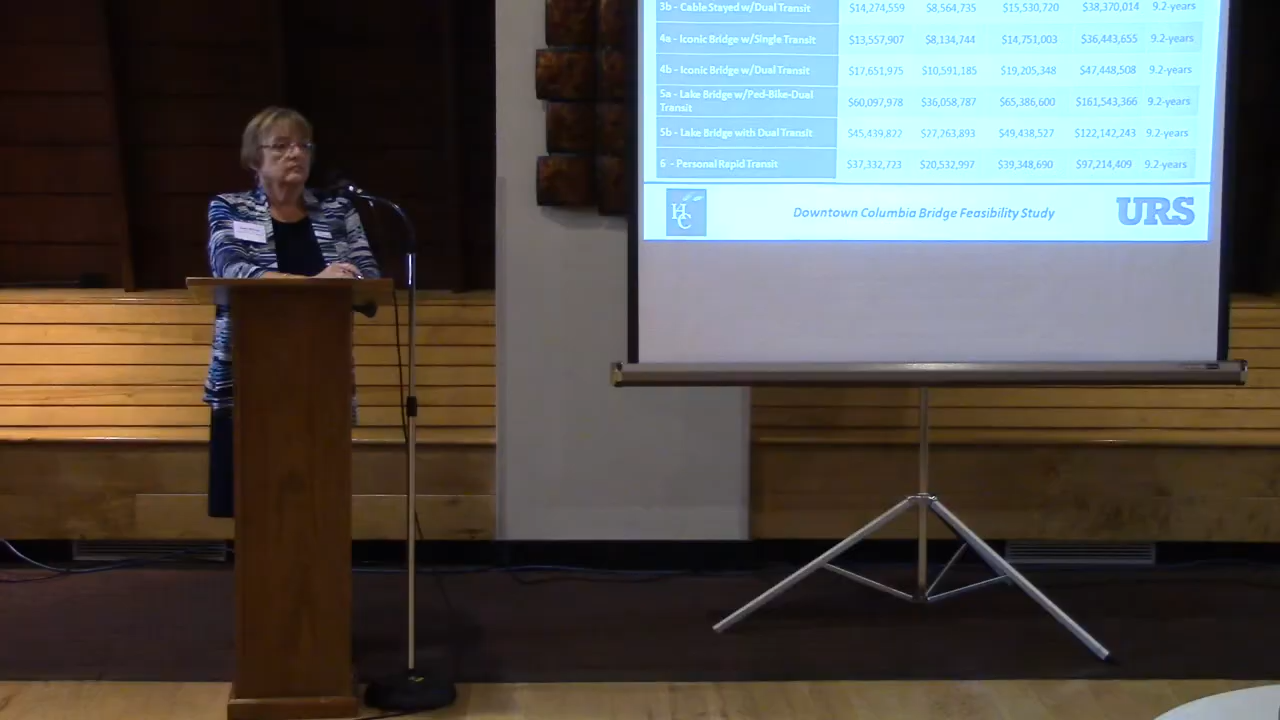 3b - Cable Stayed w/Dual Transit $14,274,559 $8,564,735 $15,530,720 $38,370,014 9.2-years
4a - Iconic Bridge w/Single Transit $13,557,907 $8,134,744 $14,751,003 $36,443,655 9.2-years
4b - Iconic Bridge w/Dual Transit $17,651,975 $10,591,185 $19,205,348 $47,448,508 9.2-years
5a - Lake Bridge w/Ped-Bike-Dual
Transit $60,097,978 $36,058,787 $65,386,600 $161,543,366 9.2-years
5b - Lake Bridge with Dual Transit $45,439,822 $27,263,893 $49,438,527 $122,142,243 9.2-years
6 - Personal Rapid Transit $37,332,723 $20,532,997 $39,348,690 $97,214,409 9.2-years
HC Downtown Columbia Bridge Feasibility Study URS